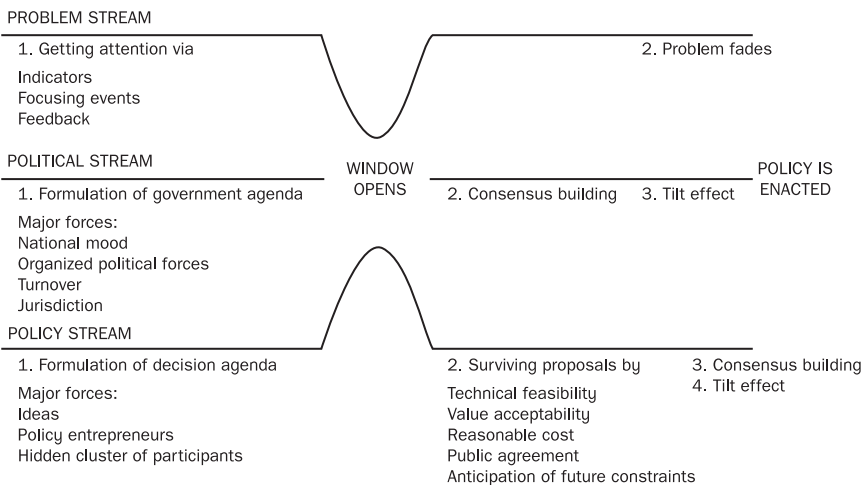 PROBLEM STREAM
1. Getting attention via
2. Problem fades
Indicators
Focusing events
Feedback
POLITICAL STREAM
WINDOW
OPENS
POLICY IS
ENACTED
1. Formulation of government agenda
2. Consensus building
3. Tilt effect
Major forces:
National mood
Organized political forces
Turnover
Jurisdiction
POLICY STREAM
1. Formulation of decision agenda
2. Surviving proposals by
3. Consensus building
4. Tilt effect
Major forces:
Ideas
Policy entrepreneurs
Hidden cluster of participants
Technical feasibility
Value acceptability
Reasonable cost
Public agreement
Anticipation of future constraints